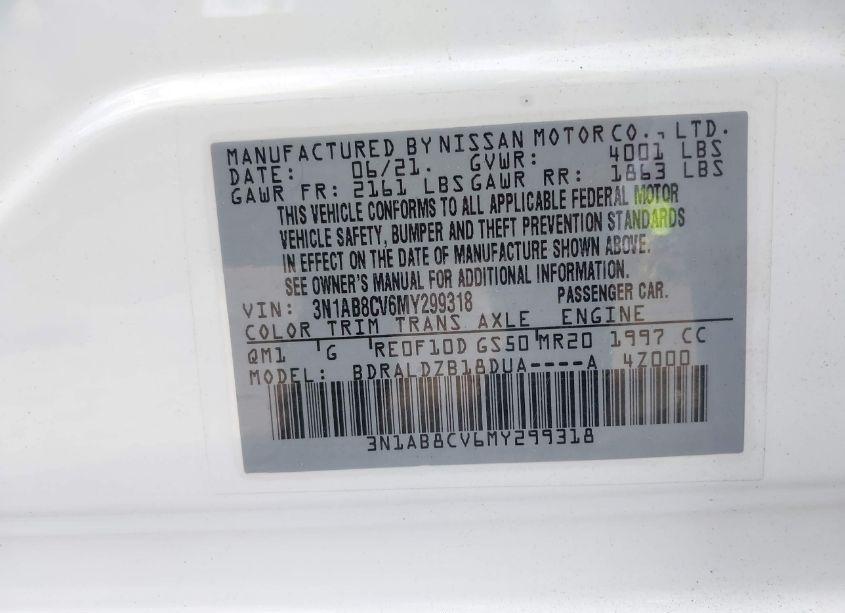 MANUFACTURED BY NISSAN MOTOR CO., LTD.
DATE: 06/21. GVWR: 4001 LBS
GAWR FR: 2161 LBS GAWR RR: 1863 LBS
THIS VEHICLE CONFORMS TO ALL APPLICABLE FEDERAL MOTOR
VEHICLE SAFETY, BUMPER AND THEFT PREVENTION STANDARDS
IN EFFECT ON THE DATE OF MANUFACTURE SHOWN ABOVE.
SEE OWNER'S MANUAL FOR ADDITIONAL INFORMATION.
VIN: 3N1AB8CV6MY299318 PASSENGER CAR.
COLOR TRIM TRANS AXLE ENGINE
QM1 G RE0F10D GS50 MR20 1997 CC
MODEL: BDRALDZB18DUA----A 4Z000
3N1AB8CV6MY299318